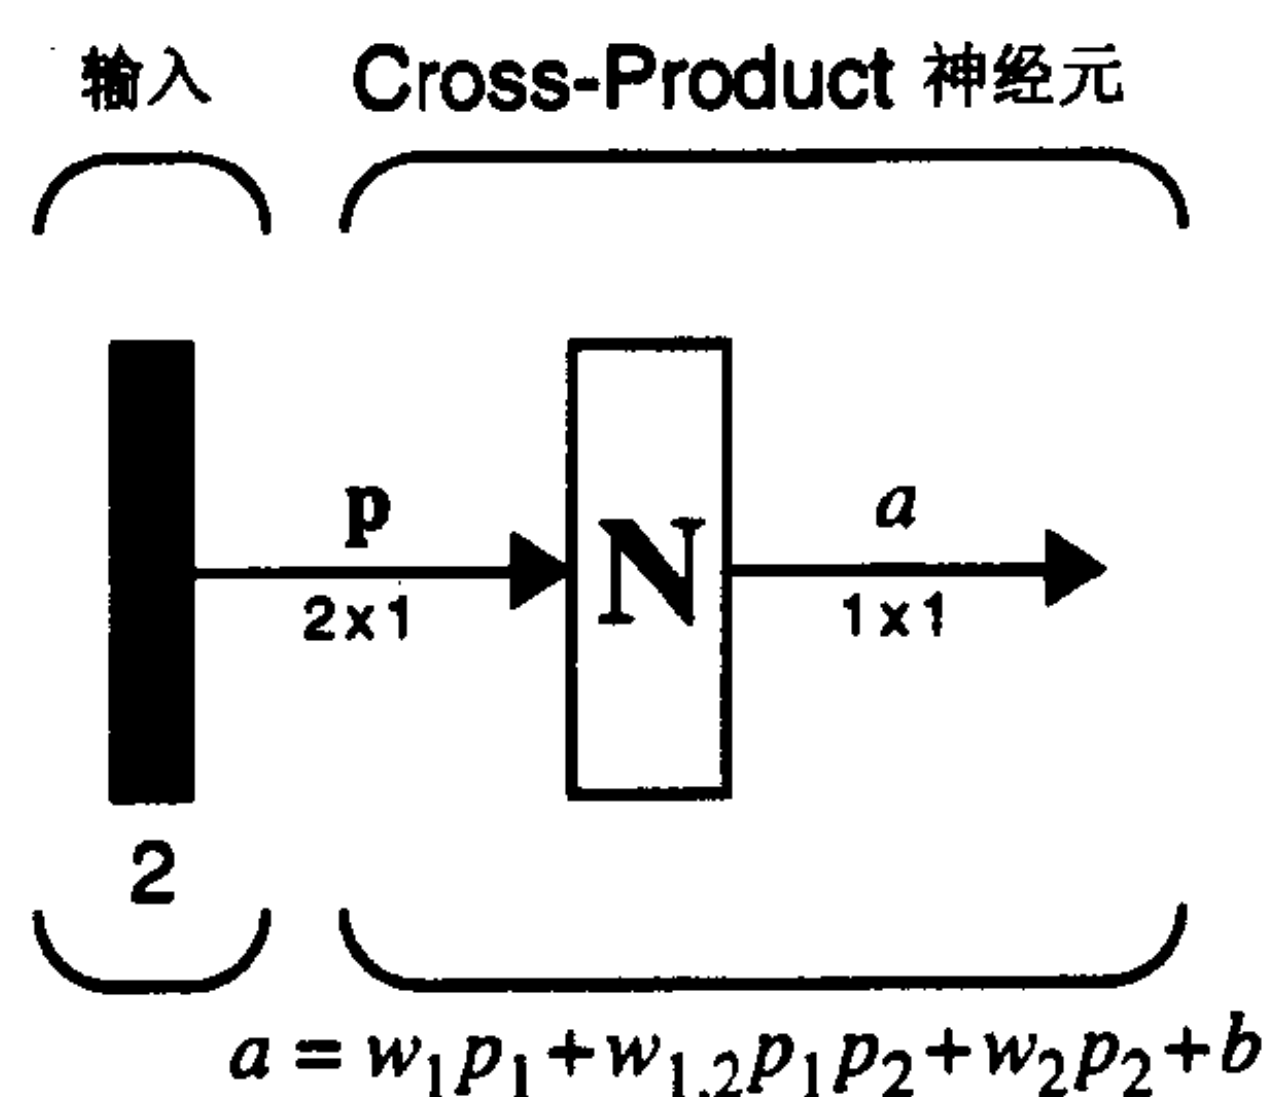 输入 Cross-Product 神经元
p
2x1
N
a
1x1
2
a = w₁p₁+w₁,₂p₁p₂+w₂p₂+b